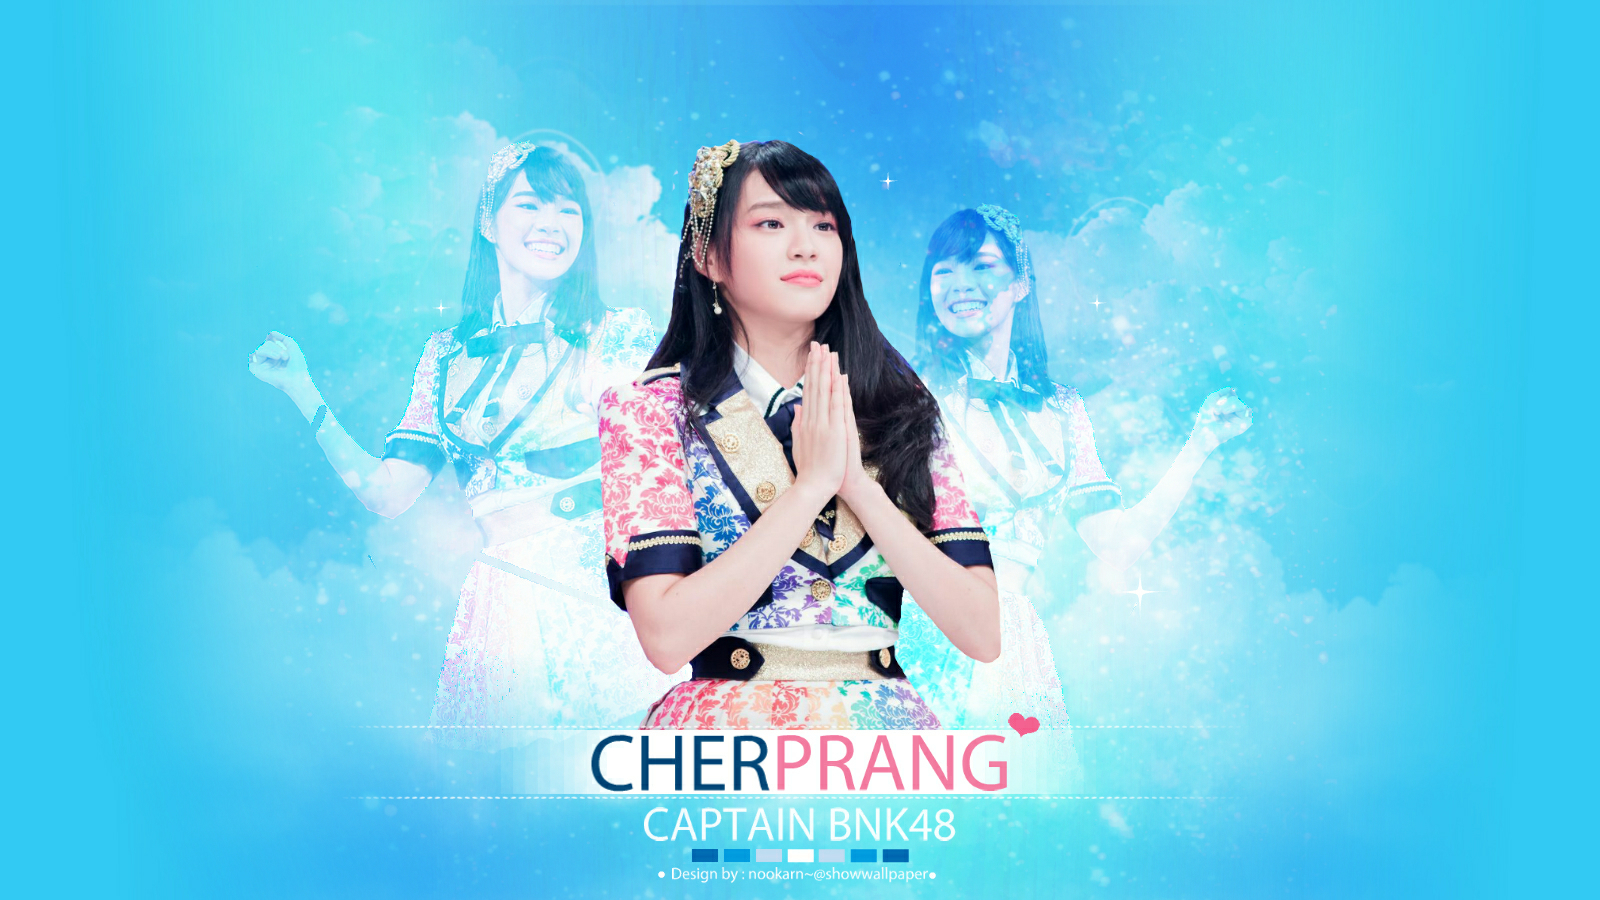 CHERPRANG
CAPTAIN BNK48
• Design by : nookarn~@showwallpaper•